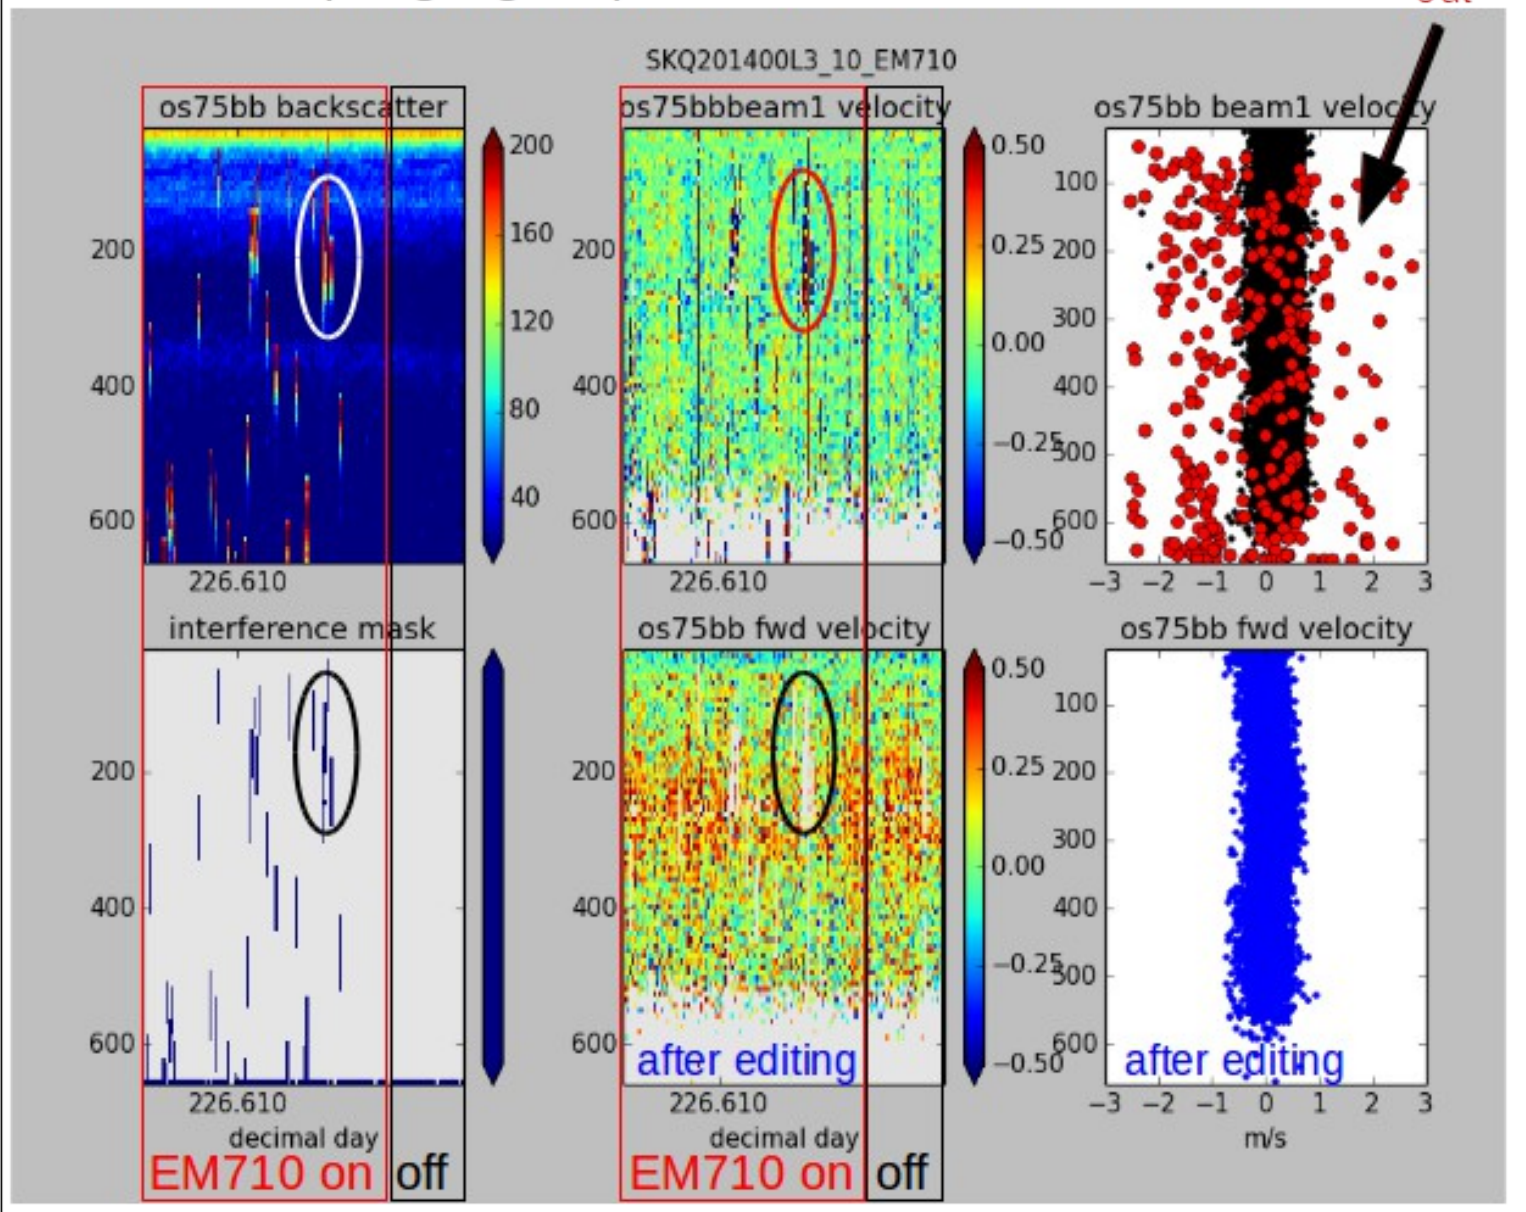 SKQ201400L3_10_EM710
os75bb backscatter
200
160
120
80
40
200
400
600
226.610
os75bbbeam1 velocity
0.50
0.25
0.00
−0.25
−0.50
200
400
600
226.610
os75bb beam1 velocity
100
200
300
400
500
600
−3 −2 −1 0 1 2 3
interference mask
200
400
600
226.610
decimal day
EM710 on off
os75bb fwd velocity
0.50
0.25
0.00
−0.25
−0.50
200
400
600
after editing
226.610
decimal day
EM710 on off
os75bb fwd velocity
100
200
300
400
500
600
after editing
−3 −2 −1 0 1 2 3
m/s